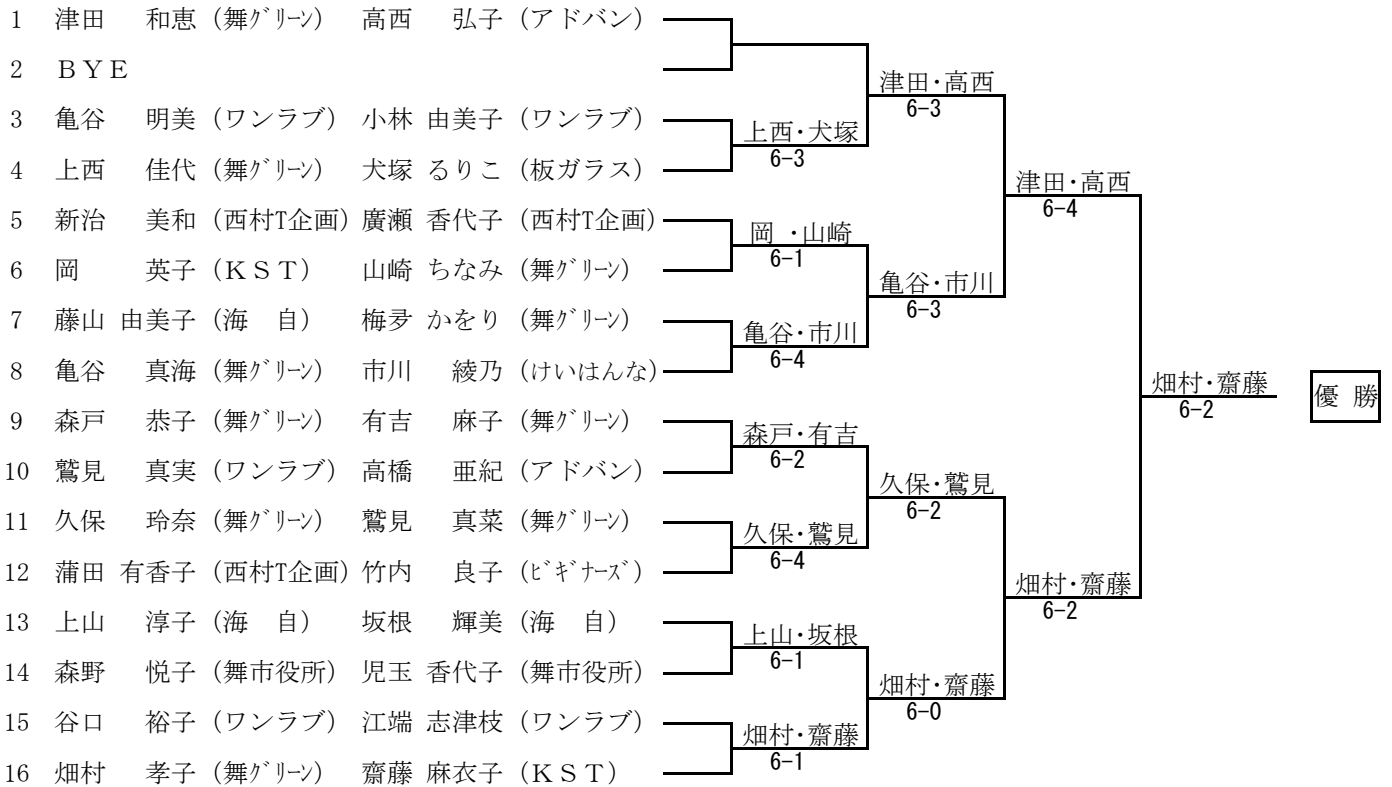 1 津田 和恵 (舞グリーン) 高西 弘子 (アドバン)
2 ＢＹＥ
津田・高西
6-3
3 亀谷 明美 (ワンラブ) 小林 由美子 (ワンラブ)
上西・犬塚
6-3
4 上西 佳代 (舞グリーン) 犬塚 るりこ (板ガラス)
津田・高西
6-4
5 新治 美和 (西村T企画) 廣瀬 香代子 (西村T企画)
岡 ・山崎
6-1
6 岡 英子 (ＫＳＴ) 山崎 ちなみ (舞グリーン)
亀谷・市川
6-3
7 藤山 由美子 (海 自) 梅夛 かをり (舞グリーン)
亀谷・市川
6-4
8 亀谷 真海 (舞グリーン) 市川 綾乃 (けいはんな)
畑村・齋藤
6-2
優 勝
9 森戸 恭子 (舞グリーン) 有吉 麻子 (舞グリーン)
森戸・有吉
6-2
10 鷲見 真実 (ワンラブ) 高橋 亜紀 (アドバン)
久保・鷲見
6-2
11 久保 玲奈 (舞グリーン) 鷲見 真菜 (舞グリーン)
久保・鷲見
6-4
12 蒲田 有香子 (西村T企画) 竹内 良子 (ビギナーズ)
畑村・齋藤
6-2
13 上山 淳子 (海 自) 坂根 輝美 (海 自)
上山・坂根
6-1
14 森野 悦子 (舞市役所) 児玉 香代子 (舞市役所)
畑村・齋藤
6-0
15 谷口 裕子 (ワンラブ) 江端 志津枝 (ワンラブ)
畑村・齋藤
6-1
16 畑村 孝子 (舞グリーン) 齋藤 麻衣子 (ＫＳＴ)